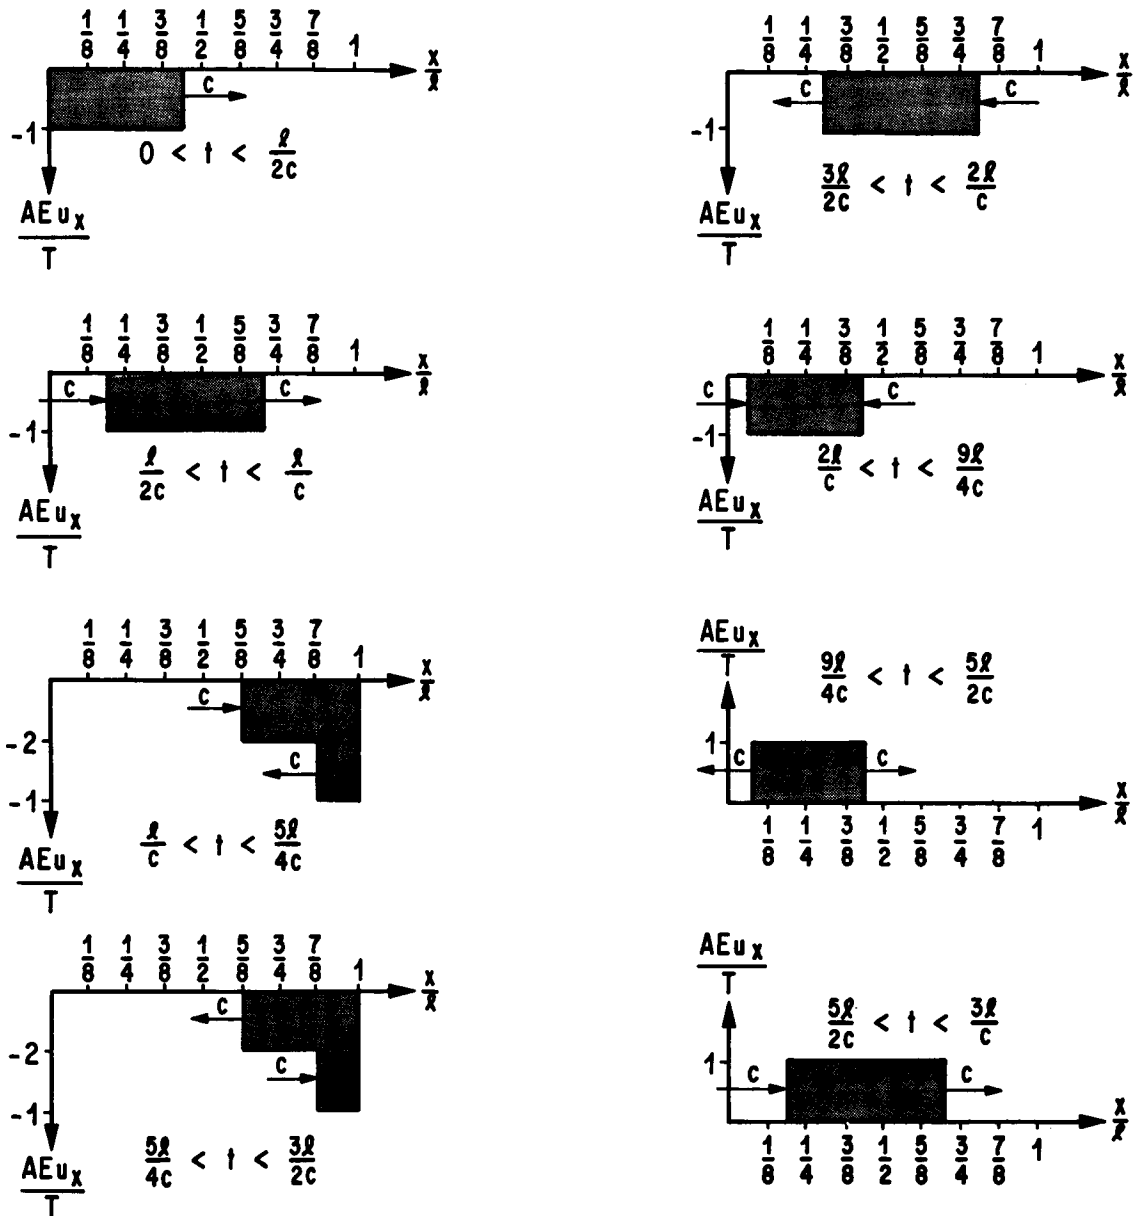 1/8 1/4 3/8 1/2 5/8 3/4 7/8 1 x/ℓ
C
-1
0 < t < ℓ/2c
AEu_x/T
1/8 1/4 3/8 1/2 5/8 3/4 7/8 1 x/ℓ
C C
-1
ℓ/2c < t < ℓ/c
AEu_x/T
1/8 1/4 3/8 1/2 5/8 3/4 7/8 1 x/ℓ
C
-2
C
-1
ℓ/c < t < 5ℓ/4c
AEu_x/T
1/8 1/4 3/8 1/2 5/8 3/4 7/8 1 x/ℓ
C
-2
C
-1
5ℓ/4c < t < 3ℓ/2c
AEu_x/T
1/8 1/4 3/8 1/2 5/8 3/4 7/8 1 x/ℓ
C C
-1
3ℓ/2c < t < 2ℓ/c
AEu_x/T
1/8 1/4 3/8 1/2 5/8 3/4 7/8 1 x/ℓ
C C
-1
2ℓ/c < t < 9ℓ/4c
AEu_x/T
AEu_x/T
9ℓ/4c < t < 5ℓ/2c
1
C C
x/ℓ
1/8 1/4 3/8 1/2 5/8 3/4 7/8 1
AEu_x/T
5ℓ/2c < t < 3ℓ/c
1
C C
x/ℓ
1/8 1/4 3/8 1/2 5/8 3/4 7/8 1